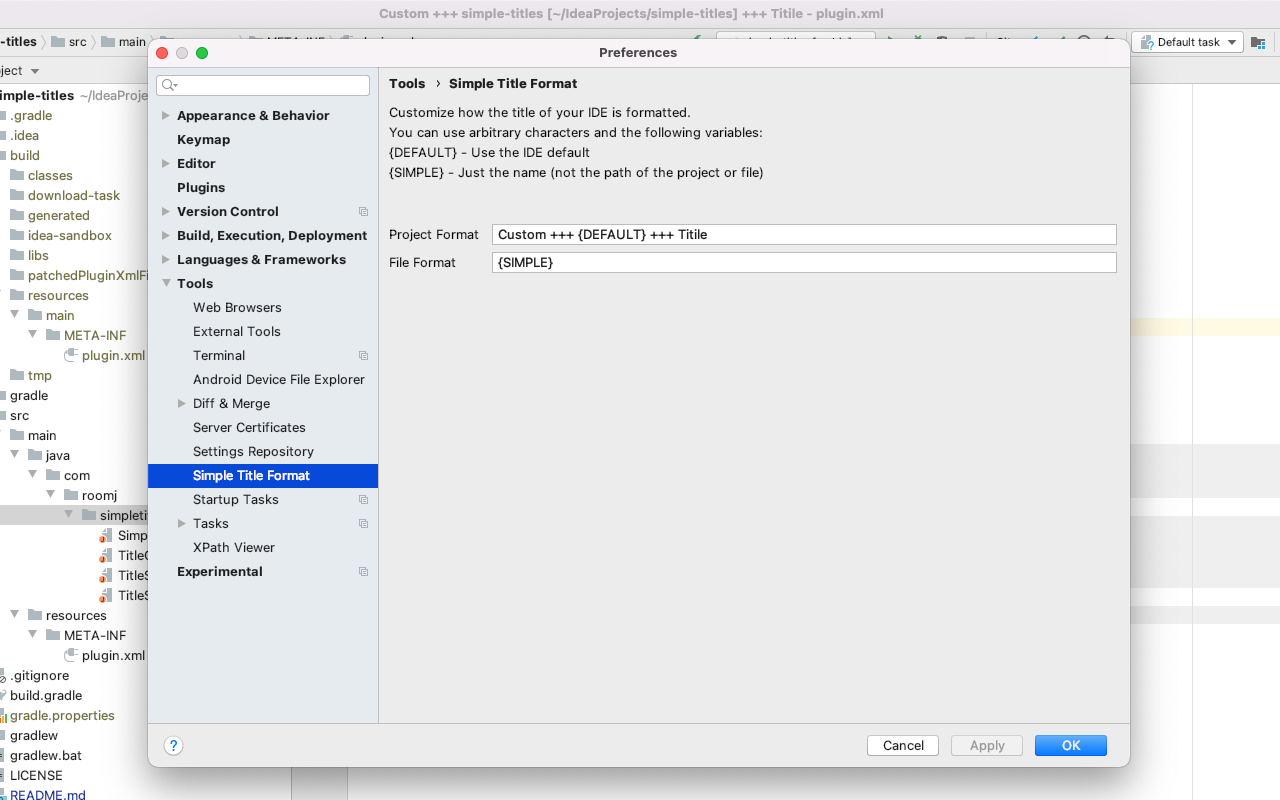 Custom +++ simple-titles [~/IdeaProjects/simple-titles] +++ Titile - plugin.xml
-titles
src
main
Default task
Preferences
ject
imple-titles ~/IdeaProje
.gradle
.idea
build
classes
download-task
generated
idea-sandbox
libs
patchedPluginXmlFi
resources
main
META-INF
plugin.xml
tmp
gradle
src
main
java
com
roomj
simpletit
Simp
TitleC
TitleS
TitleS
resources
META-INF
plugin.xml
.gitignore
build.gradle
gradle.properties
gradlew
gradlew.bat
LICENSE
README.md
Appearance & Behavior
Keymap
Editor
Plugins
Version Control
Build, Execution, Deployment
Languages & Frameworks
Tools
Web Browsers
External Tools
Terminal
Android Device File Explorer
Diff & Merge
Server Certificates
Settings Repository
Simple Title Format
Startup Tasks
Tasks
XPath Viewer
Experimental
Tools › Simple Title Format
Customize how the title of your IDE is formatted.
You can use arbitrary characters and the following variables:
{DEFAULT} - Use the IDE default
{SIMPLE} - Just the name (not the path of the project or file)
Project Format Custom +++ {DEFAULT} +++ Titile
File Format {SIMPLE}
?
Cancel
Apply
OK